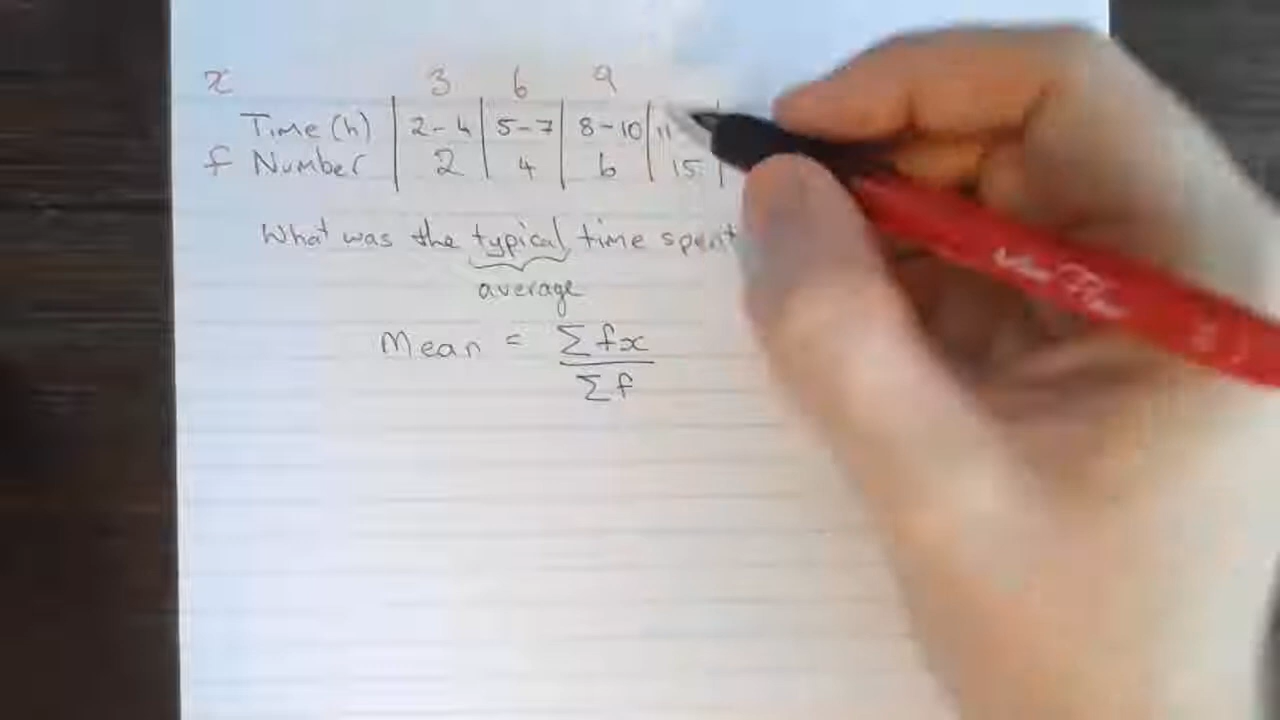 x 3 6 9
Time (h) 2-4 5-7 8-10 11
f Number 2 4 6 15
What was the typical time spent
average
Mean = Σfx
Σf